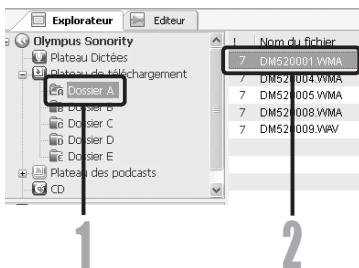 Explorateur Editeur
Olympus Sonority
Plateau Dictées
Plateau de téléchargement
Dossier A
Dossier B
Dossier C
Dossier D
Dossier E
Plateau des podcasts
CD
Nom du fichier
7 DM520001.WMA
7 DM520004.WMA
7 DM520005.WMA
7 DM520008.WMA
7 DM520009.WAV
1 2